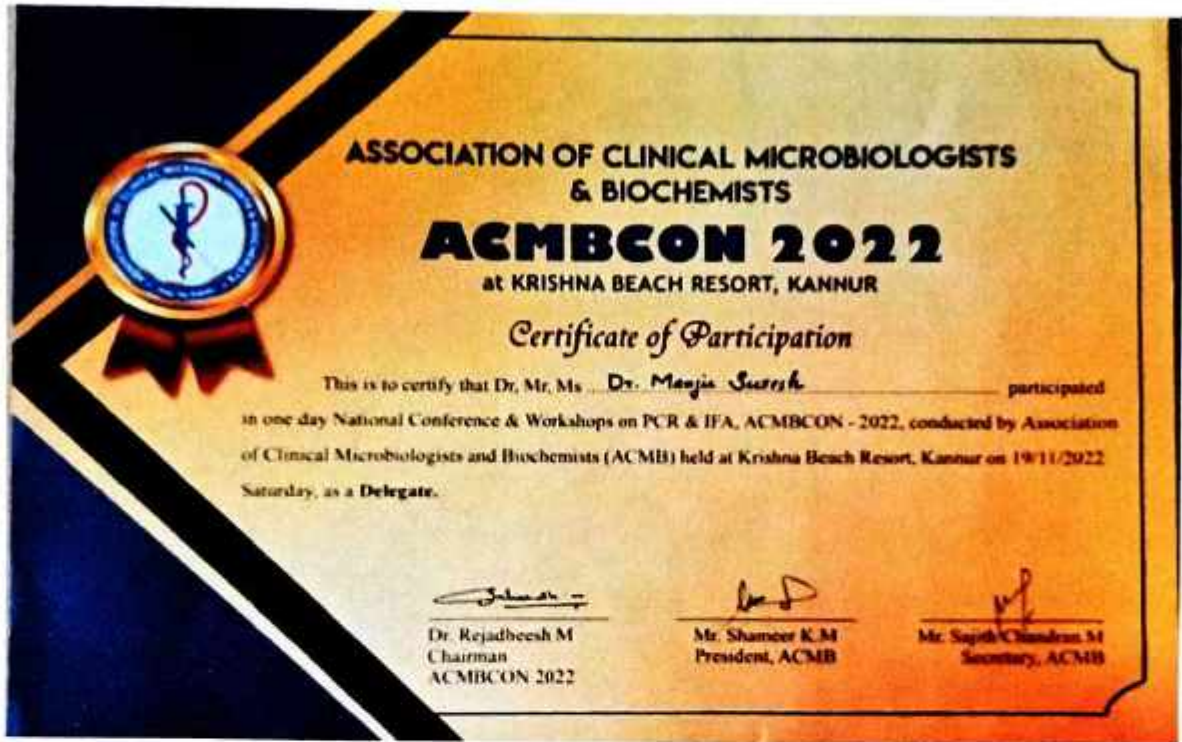 ASSOCIATION OF CLINICAL MICROBIOLOGISTS
& BIOCHEMISTS
ACMBCON 2022
at KRISHNA BEACH RESORT, KANNUR
Certificate of Participation
This is to certify that Dr, Mr, Ms Dr. Manjir Suresh participated
in one day National Conference & Workshops on PCR & IFA, ACMBCON - 2022, conducted by Association
of Clinical Microbiologists and Biochemists (ACMB) held at Krishna Beach Resort, Kannur on 19/11/2022
Saturday, as a Delegate.
Dr. Rejadheesh M
Chairman
ACMBCON 2022
Mr. Shameer K.M
President, ACMB
Mr. Sajith Chandran.M
Secretary, ACMB